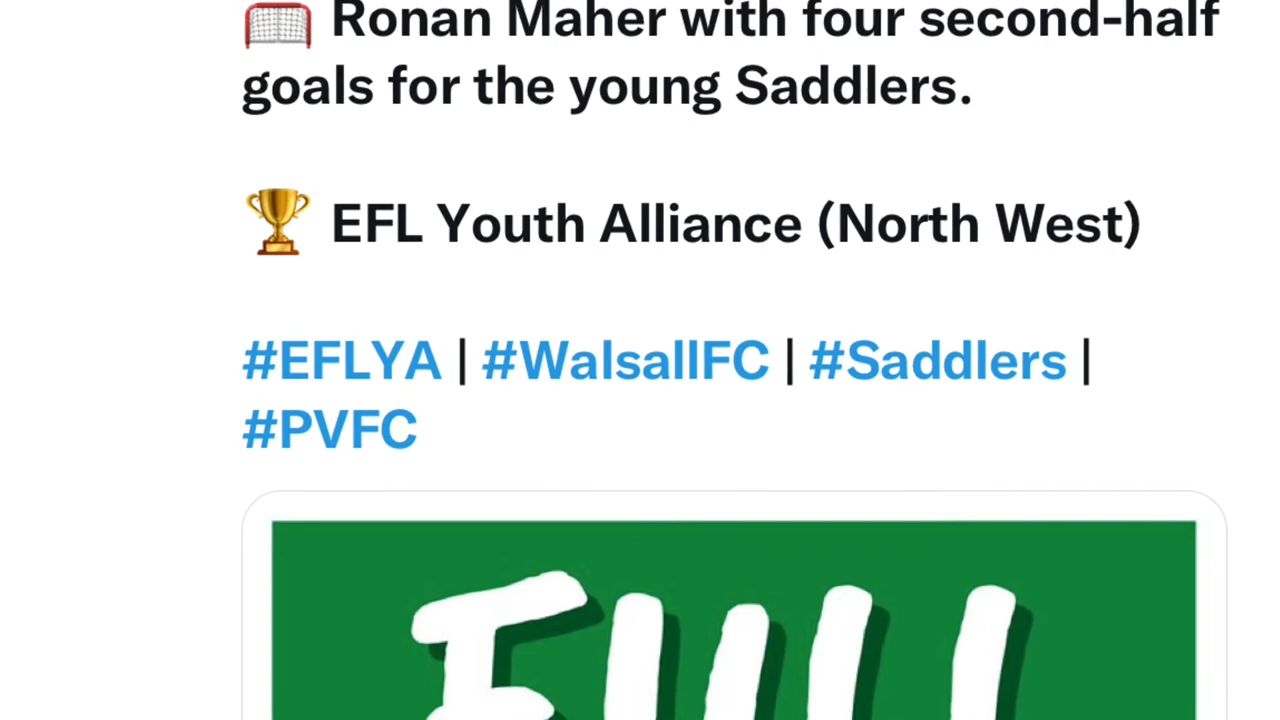 Ronan Maher with four second-half
goals for the young Saddlers.
EFL Youth Alliance (North West)
#EFLYA | #WalsallFC | #Saddlers |
#PVFC
FULL